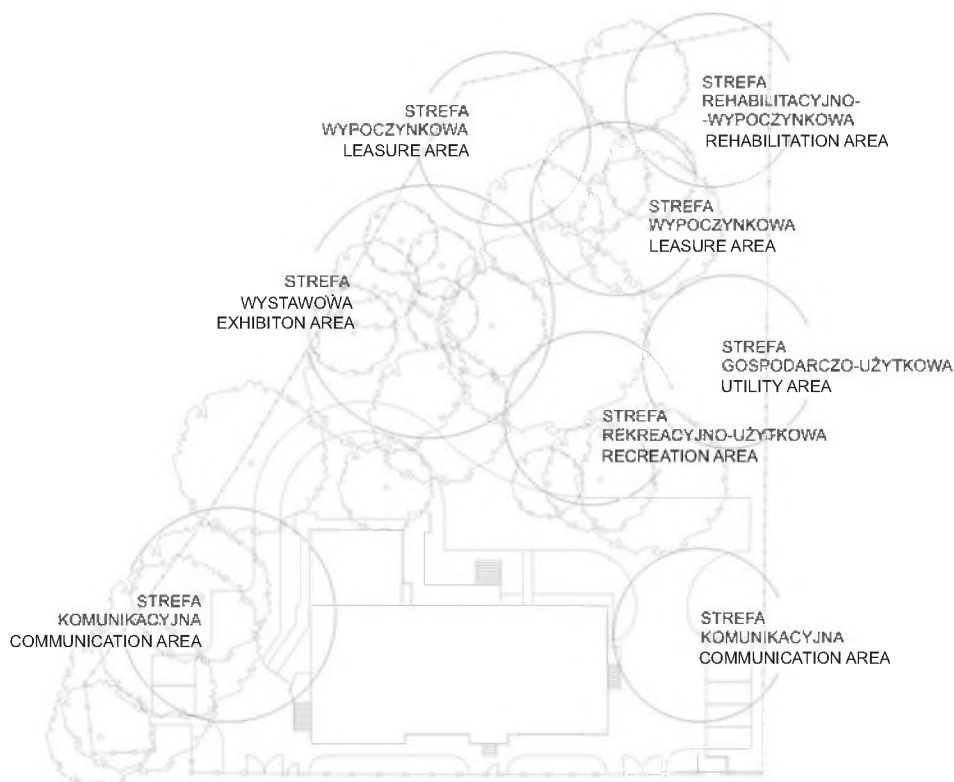 STREFA
REHABILITACYJNO-
-WYPOCZYNKOWA
REHABILITATION AREA
STREFA
WYPOCZYNKOWA
LEASURE AREA
STREFA
WYPOCZYNKOWA
LEASURE AREA
STREFA
WYSTAWOWA
EXHIBITON AREA
STREFA
GOSPODARCZO-UŻYTKOWA
UTILITY AREA
STREFA
REKREACYJNO-UŻYTKOWA
RECREATION AREA
STREFA
KOMUNIKACYJNA
COMMUNICATION AREA
STREFA
KOMUNIKACYJNA
COMMUNICATION AREA